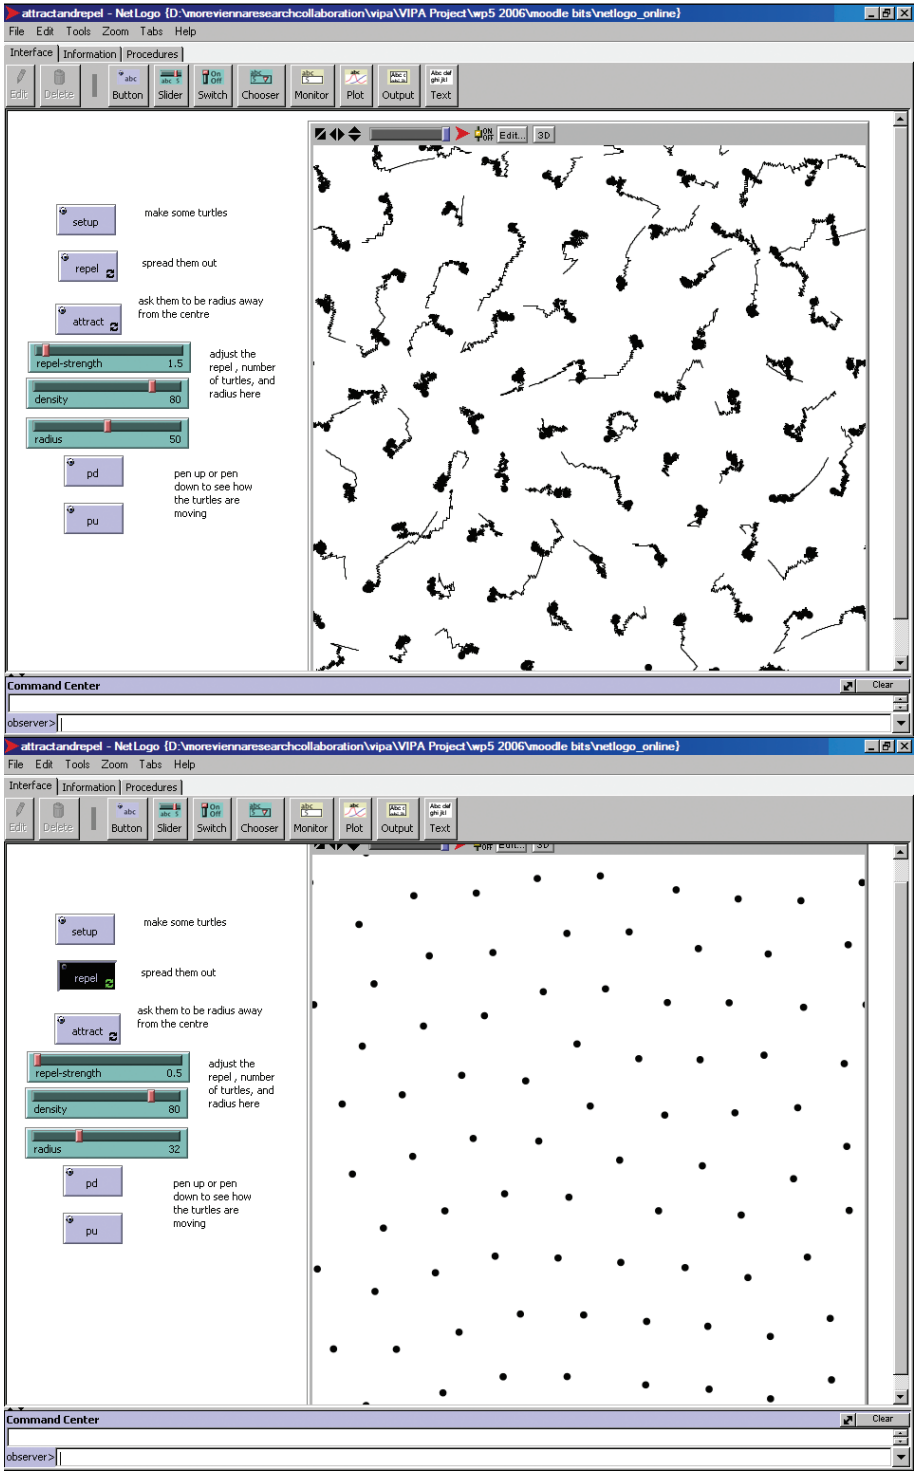 attractandrepel - NetLogo {D:\moreviennaresearchcollaboration\vipa\VIPA Project\wp5 2006\moodle bits\netlogo_online}
File Edit Tools Zoom Tabs Help
Interface Information Procedures
Edit Delete Button Slider Switch Chooser Monitor Plot Output Text
Edit... 3D
ON
OFF
setup
make some turtles
repel
spread them out
attract
ask them to be radius away
from the centre
repel-strength 1.5
density 80
radius 50
adjust the
repel , number
of turtles, and
radius here
pd
pu
pen up or pen
down to see how
the turtles are
moving
Command Center
Clear
observer>
attractandrepel - NetLogo {D:\moreviennaresearchcollaboration\vipa\VIPA Project\wp5 2006\moodle bits\netlogo_online}
File Edit Tools Zoom Tabs Help
Interface Information Procedures
Edit Delete Button Slider Switch Chooser Monitor Plot Output Text
OFF Edit... 3D
setup
make some turtles
repel
spread them out
attract
ask them to be radius away
from the centre
repel-strength 0.5
density 80
radius 32
adjust the
repel , number
of turtles, and
radius here
pd
pu
pen up or pen
down to see how
the turtles are
moving
Command Center
Clear
observer>